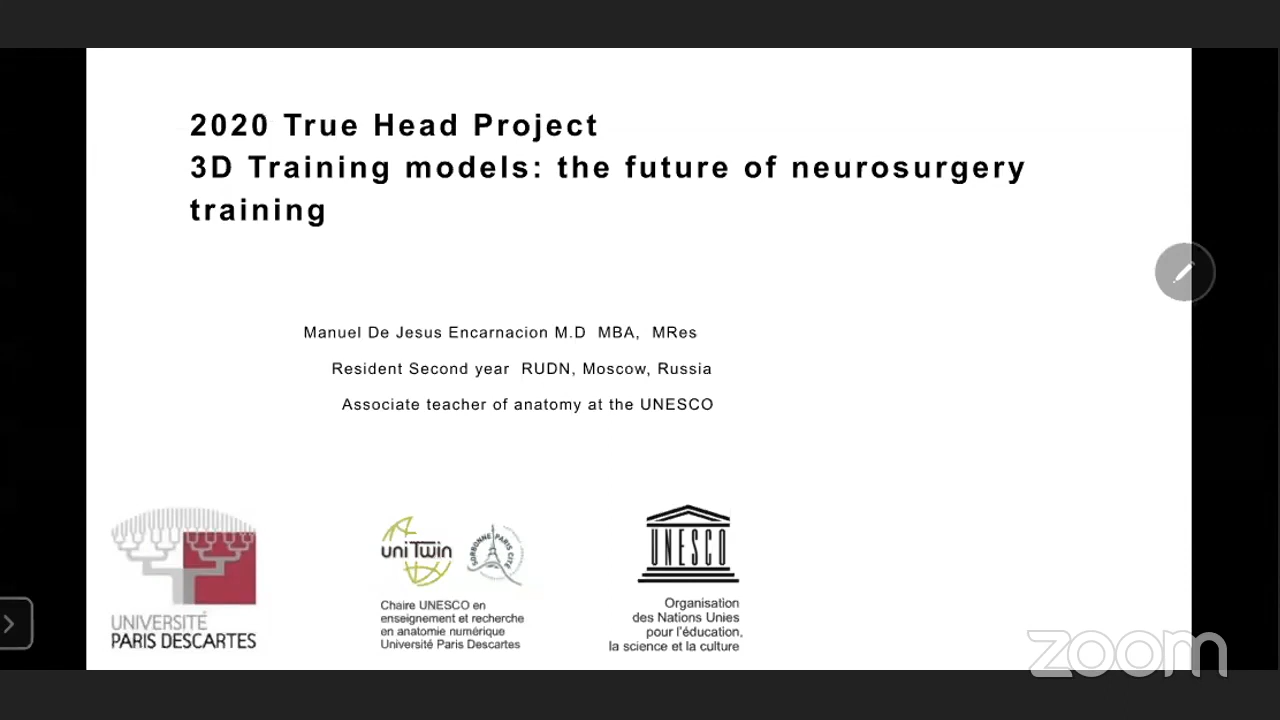 2020 True Head Project
3D Training models: the future of neurosurgery
training
Manuel De Jesus Encarnacion M.D MBA, MRes
Resident Second year RUDN, Moscow, Russia
Associate teacher of anatomy at the UNESCO
UNIVERSITÉ
PARIS DESCARTES
uniTwin
SORBONNE PARIS CITÉ
Chaire UNESCO en
enseignement et recherche
en anatomie numérique
Université Paris Descartes
UNESCO
Organisation
des Nations Unies
pour l'éducation,
la science et la culture
zoom